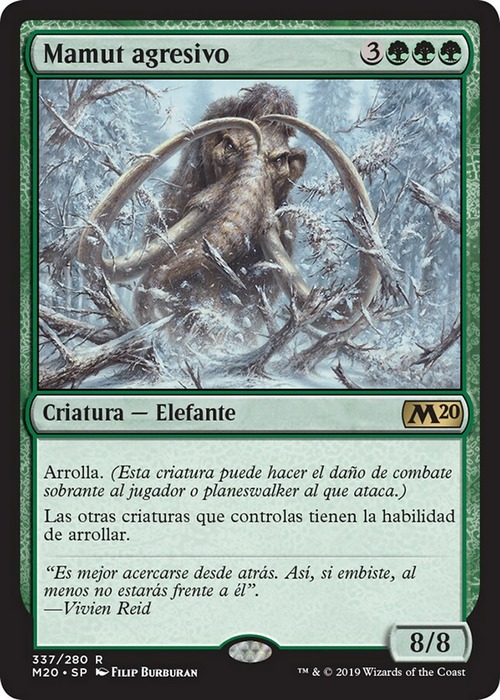 Mamut agresivo 3
Criatura — Elefante M20
Arrolla. (Esta criatura puede hacer el daño de combate
sobrante al jugador o planeswalker al que ataca.)
Las otras criaturas que controlas tienen la habilidad
de arrollar.
“Es mejor acercarse desde atrás. Así, si embiste, al
menos no estarás frente a él”.
—Vivien Reid
8/8
337/280 R
M20 • SP Filip Burburan
™ & © 2019 Wizards of the Coast